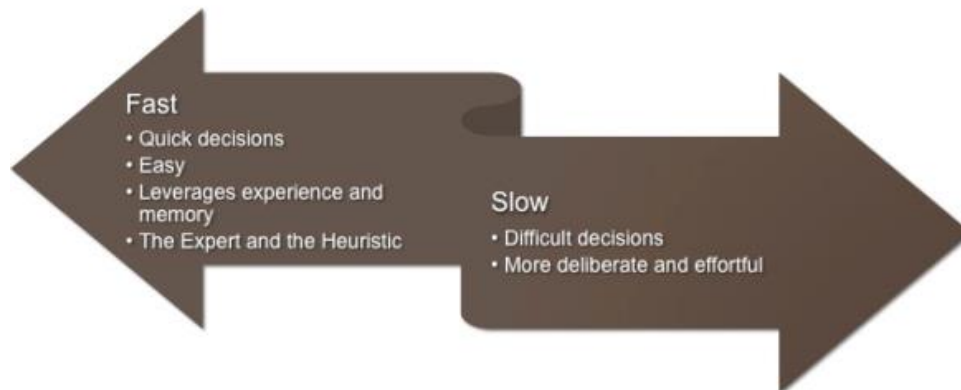 Fast
• Quick decisions
• Easy
• Leverages experience and
memory
• The Expert and the Heuristic
Slow
• Difficult decisions
• More deliberate and effortful